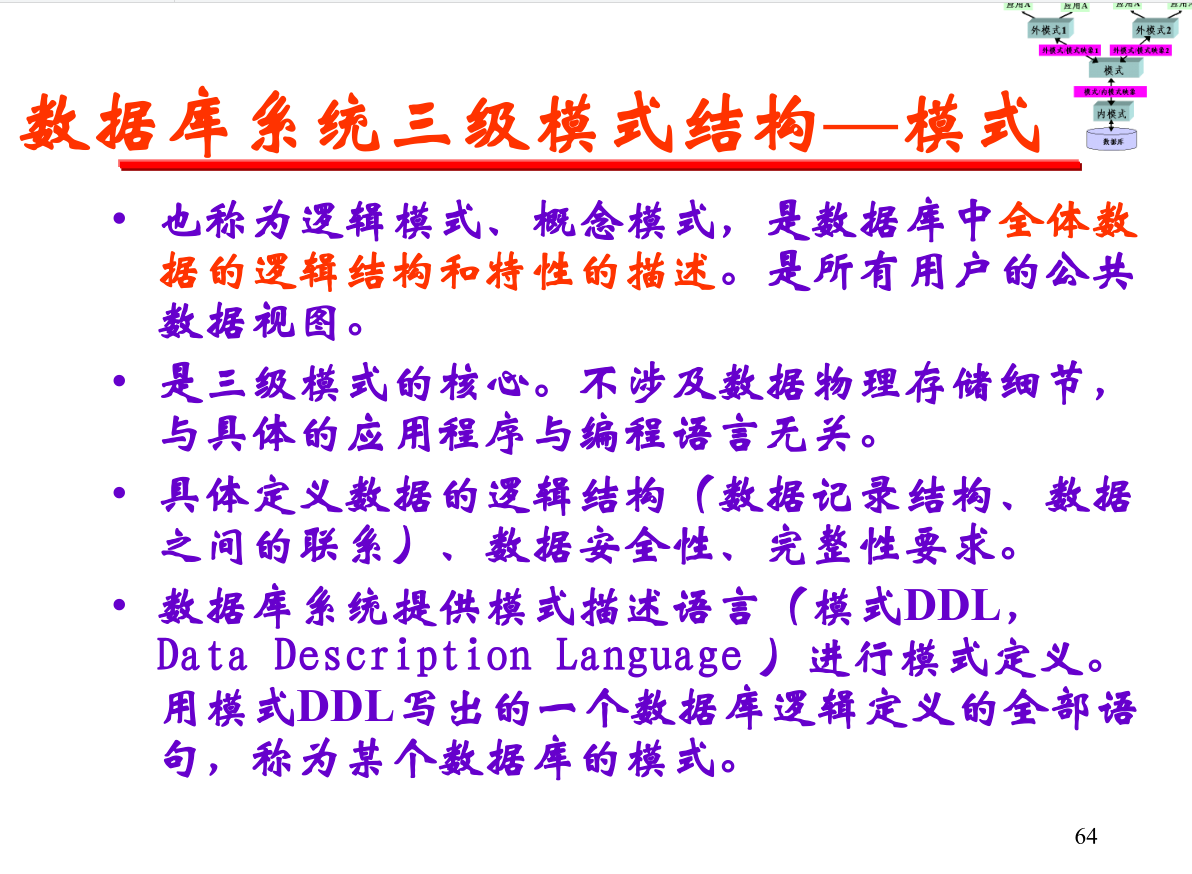 应用A 应用A 应用A
外模式1 外模式2
外模式/模式映象1 外模式/模式映象2
模式
模式/内模式映象
内模式
数据库
数据库系统三级模式结构——模式
• 也称为逻辑模式、概念模式，是数据库中全体数
据的逻辑结构和特性的描述。是所有用户的公共
数据视图。
• 是三级模式的核心。不涉及数据物理存储细节，
与具体的应用程序与编程语言无关。
• 具体定义数据的逻辑结构（数据记录结构、数据
之间的联系）、数据安全性、完整性要求。
• 数据库系统提供模式描述语言（模式DDL，
Data Description Language ）进行模式定义。
用模式DDL写出的一个数据库逻辑定义的全部语
句，称为某个数据库的模式。
64